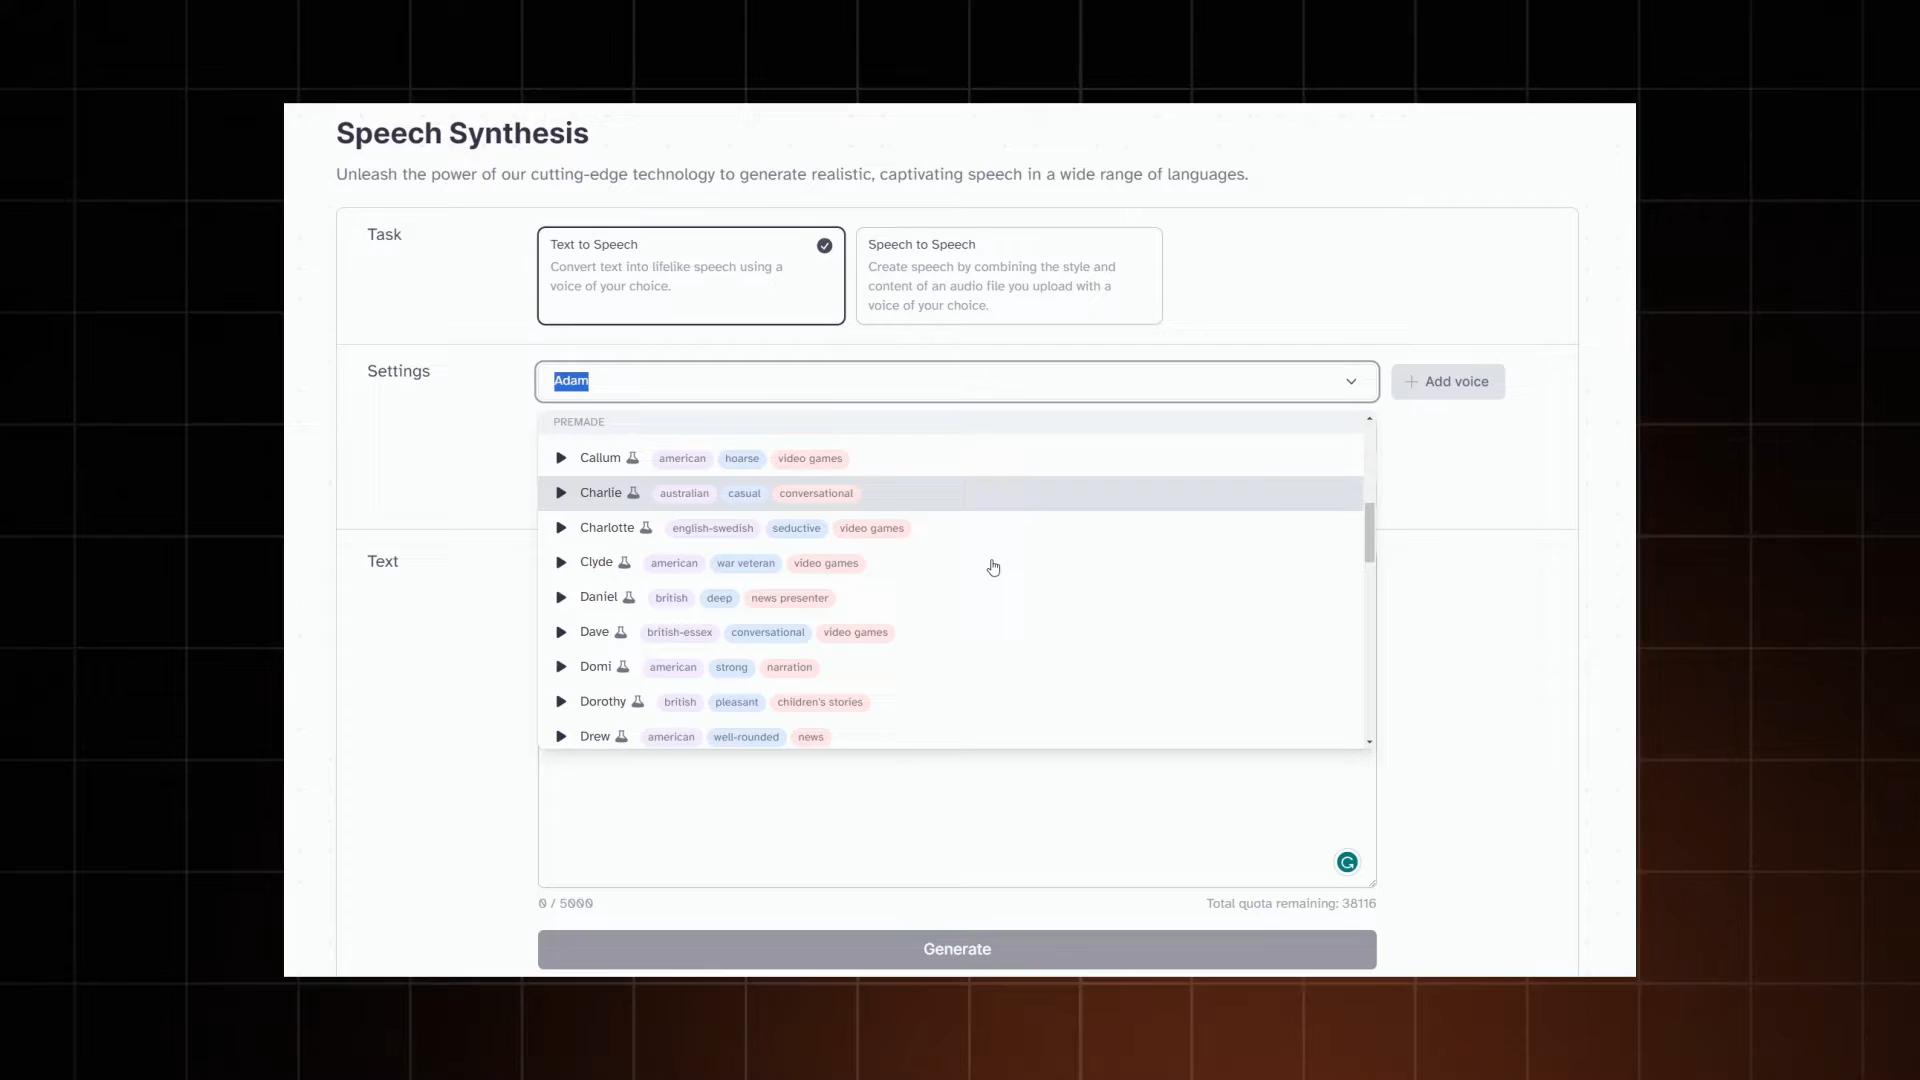 Speech Synthesis
Unleash the power of our cutting-edge technology to generate realistic, captivating speech in a wide range of languages.
Task
Text to Speech
Convert text into lifelike speech using a
voice of your choice.
Speech to Speech
Create speech by combining the style and
content of an audio file you upload with a
voice of your choice.
Settings
Adam
Add voice
PREMADE
Callum american hoarse video games
Charlie australian casual conversational
Charlotte english-swedish seductive video games
Clyde american war veteran video games
Daniel british deep news presenter
Dave british-essex conversational video games
Domi american strong narration
Dorothy british pleasant children's stories
Drew american well-rounded news
Text
0 / 5000
Total quota remaining: 38116
Generate